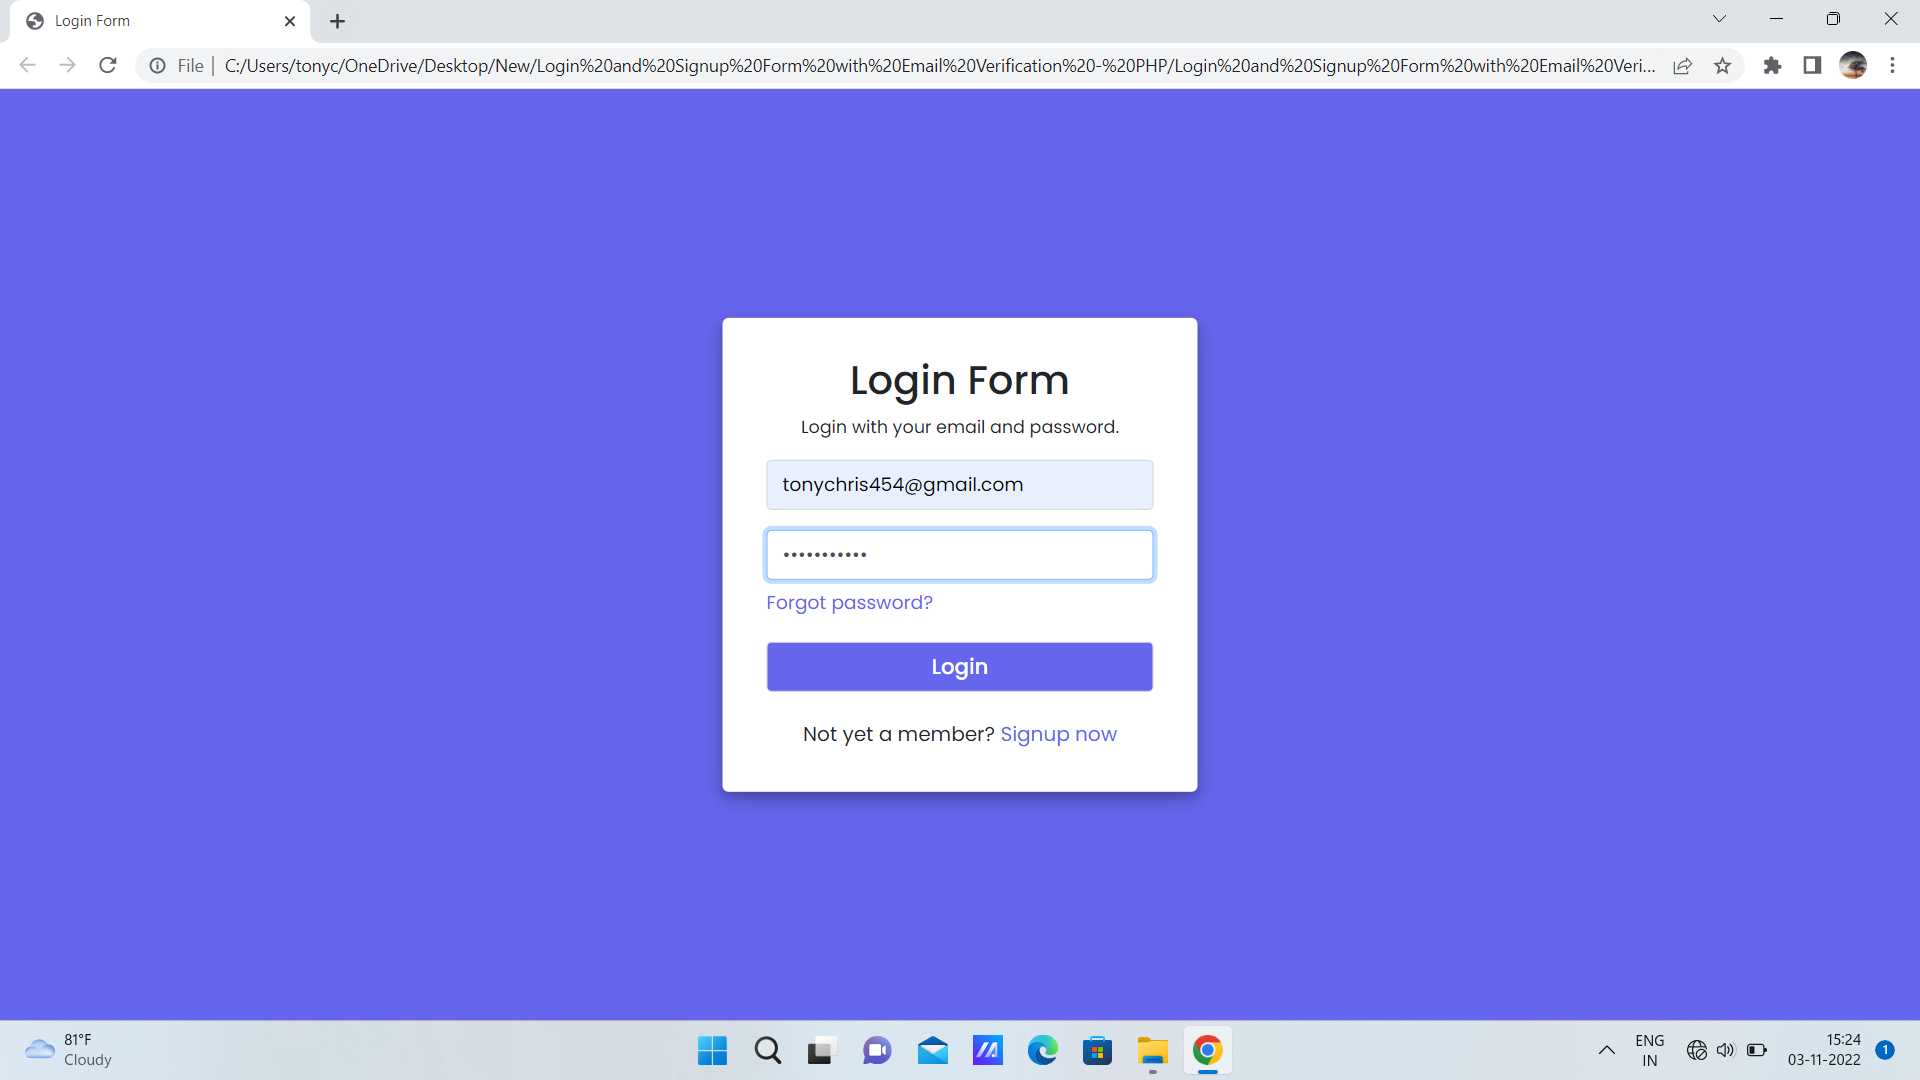 Login Form
File | C:/Users/tonyc/OneDrive/Desktop/New/Login%20and%20Signup%20Form%20with%20Email%20Verification%20-%20PHP/Login%20and%20Signup%20Form%20with%20Email%20Veri...
Login Form
Login with your email and password.
tonychris454@gmail.com
•••••••••••
Forgot password?
Login
Not yet a member? Signup now
81°F
Cloudy
ENG
IN
15:24
03-11-2022
1